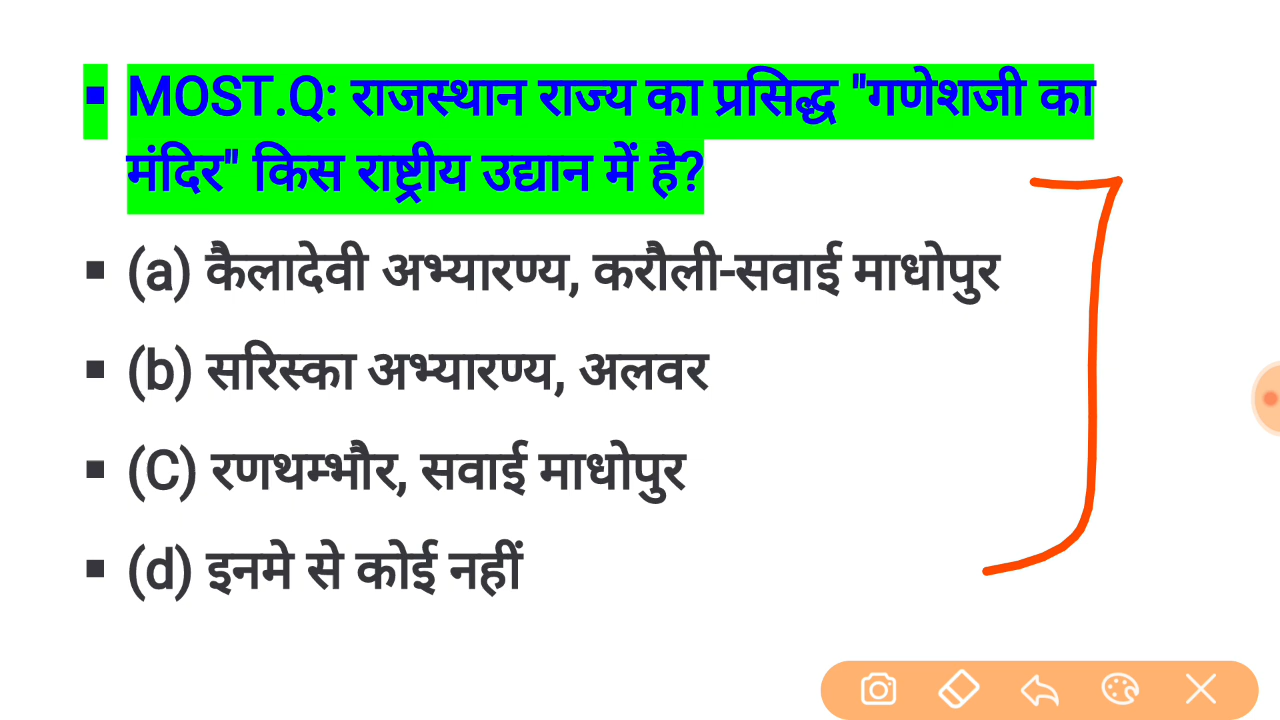 ▪ MOST.Q: राजस्थान राज्य का प्रसिद्ध "गणेशजी का
मंदिर" किस राष्ट्रीय उद्यान में है?
▪ (a) कैलादेवी अभ्यारण्य, करौली-सवाई माधोपुर
▪ (b) सरिस्का अभ्यारण्य, अलवर
▪ (C) रणथम्भौर, सवाई माधोपुर
▪ (d) इनमे से कोई नहीं